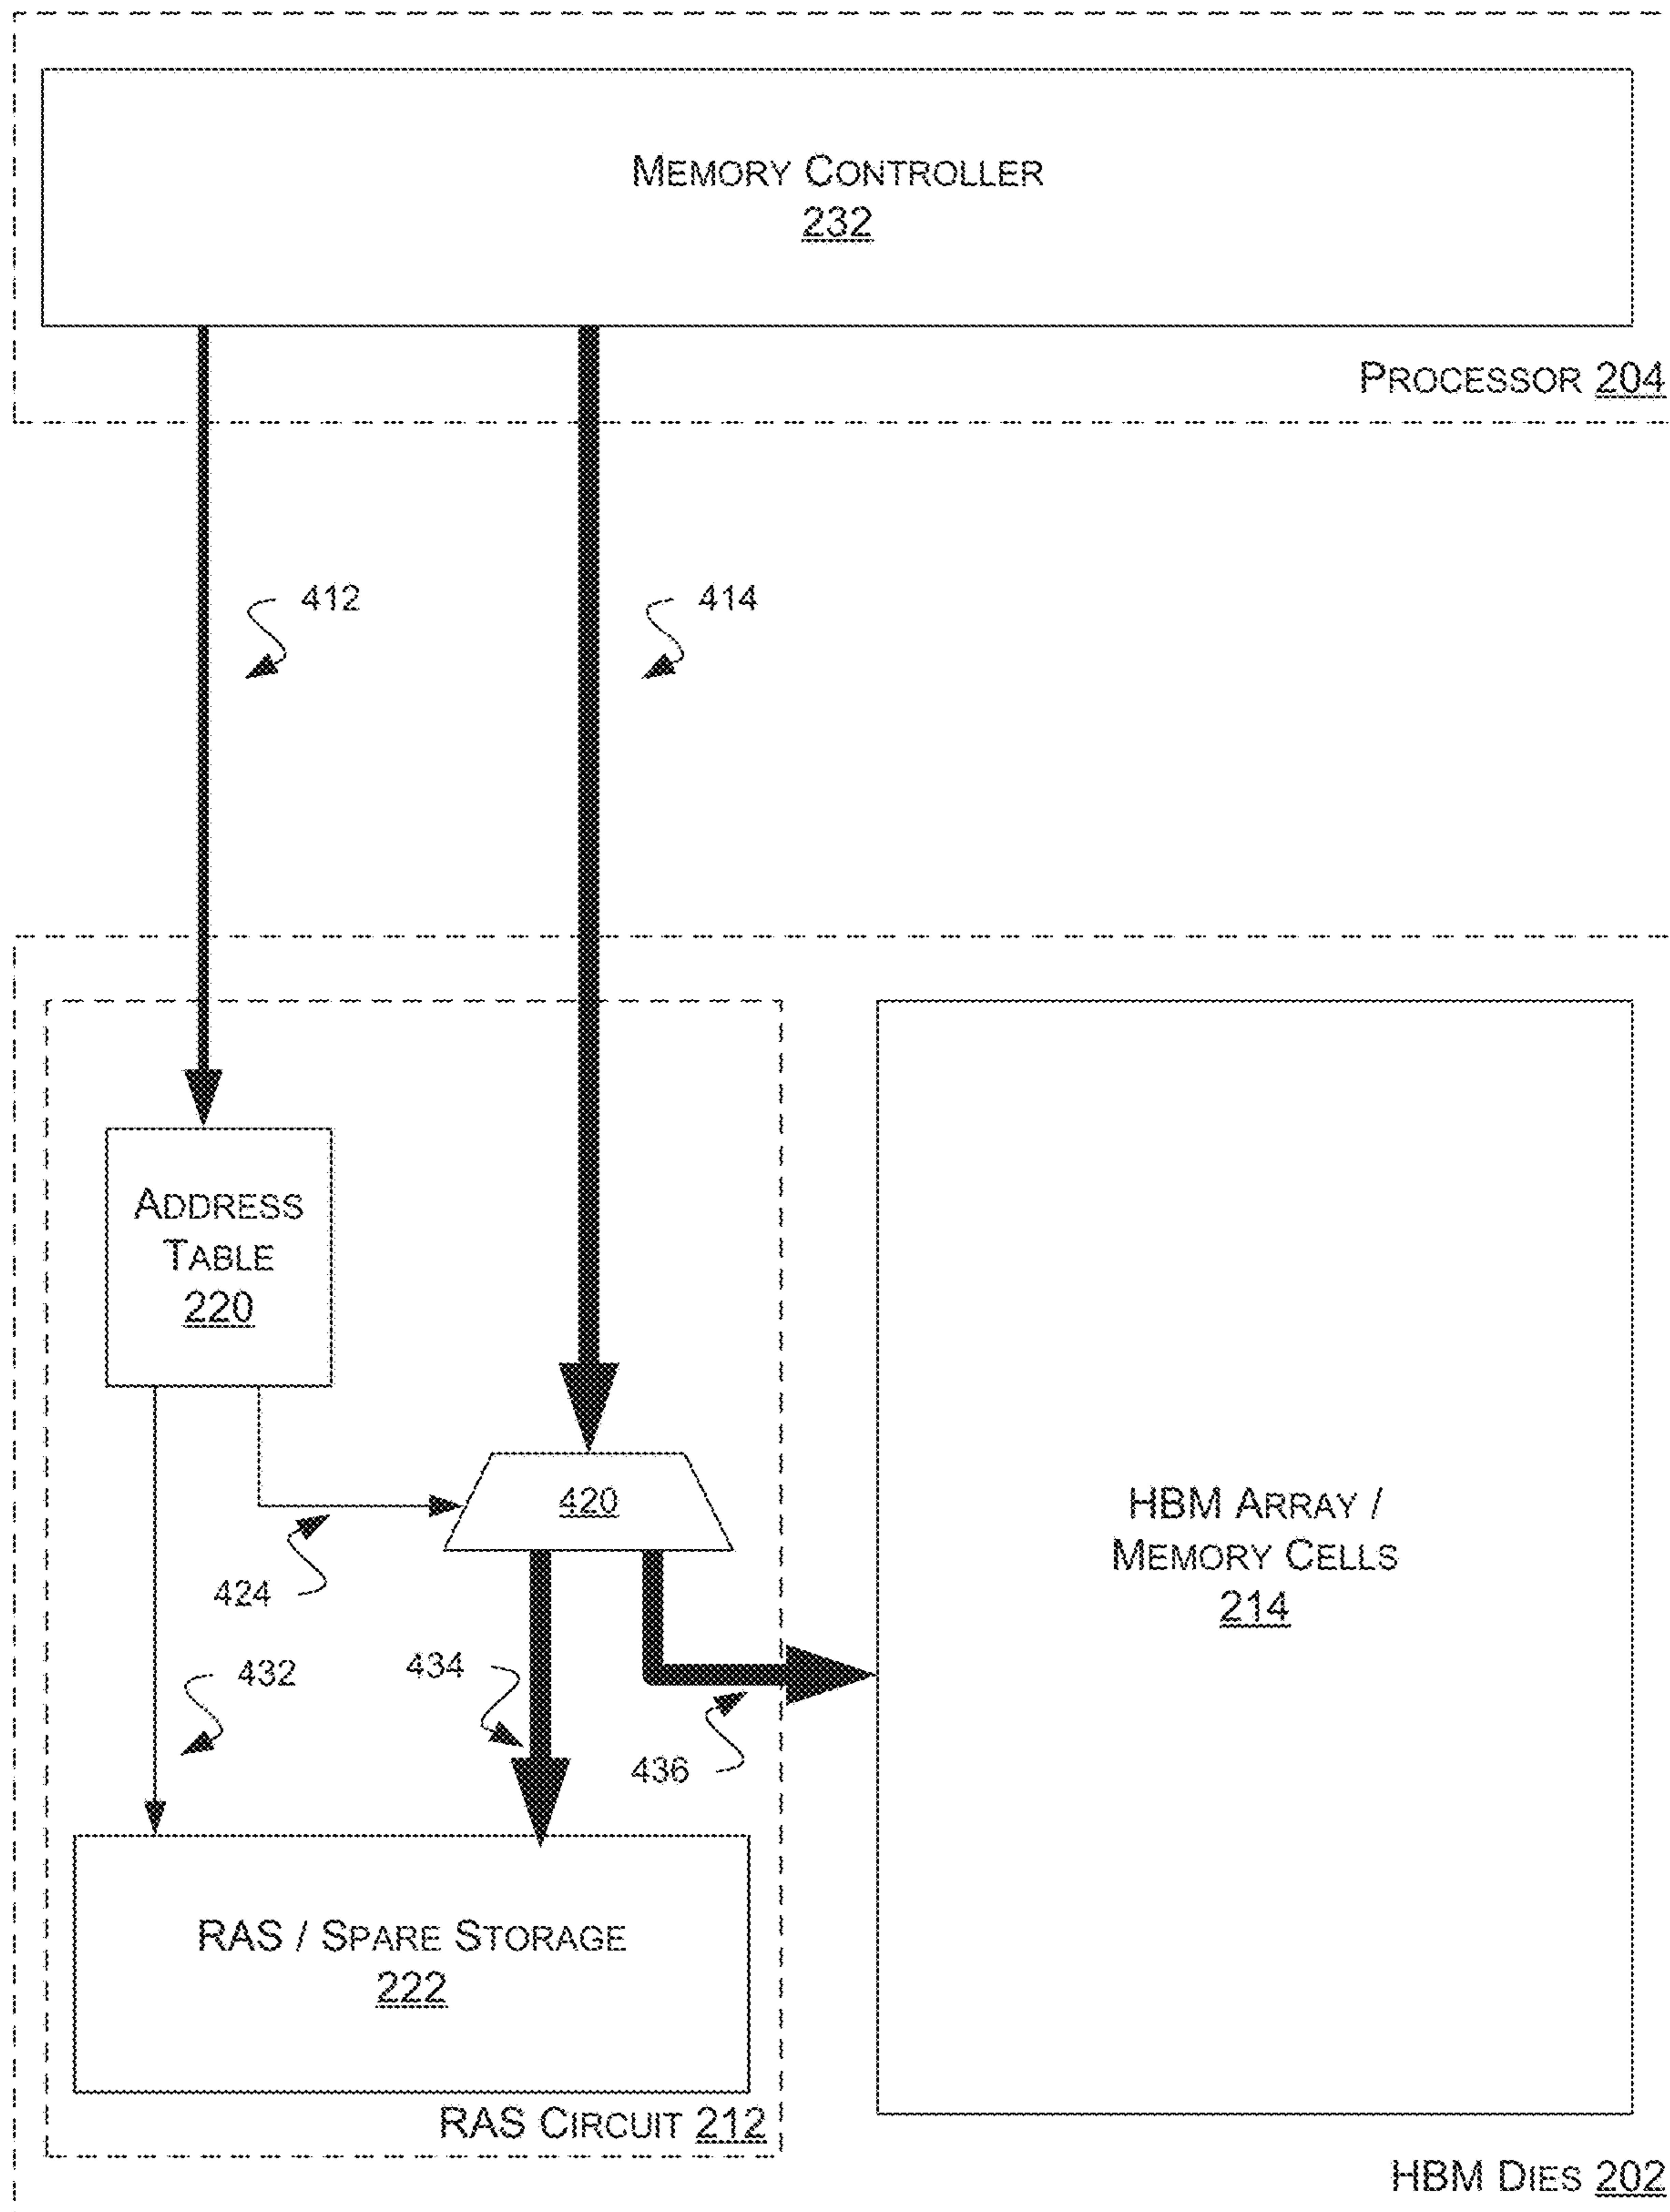 MEMORY CONTROLLER
232
PROCESSOR 204
412
414
ADDRESS
TABLE
220
420
424
432
434
436
HBM ARRAY /
MEMORY CELLS
214
RAS / SPARE STORAGE
222
RAS CIRCUIT 212
HBM DIES 202